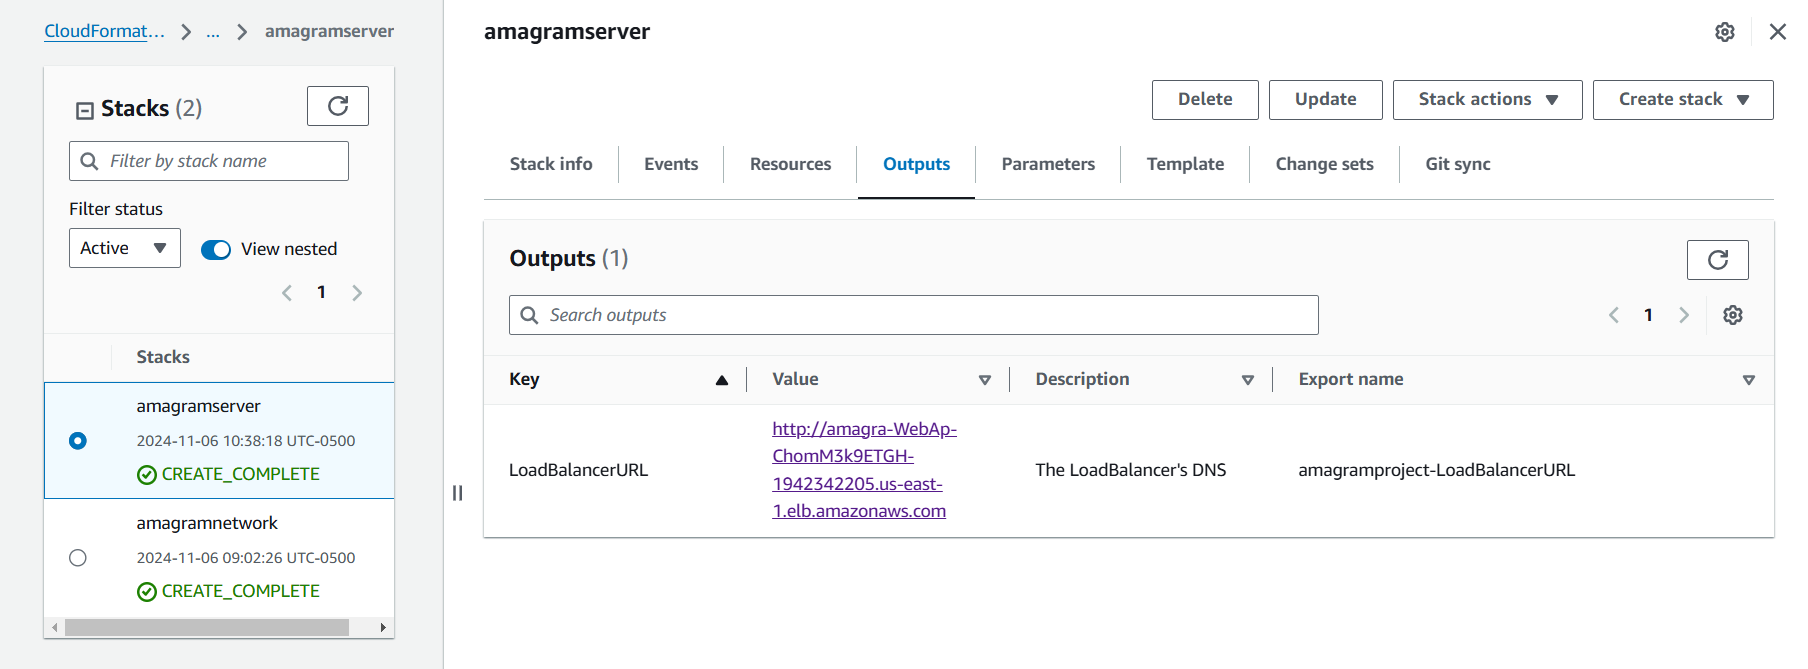 CloudFormat... > ... > amagramserver
Stacks (2)
Filter by stack name
Filter status
Active
View nested
1
Stacks
amagramserver
2024-11-06 10:38:18 UTC-0500
CREATE_COMPLETE
amagramnetwork
2024-11-06 09:02:26 UTC-0500
CREATE_COMPLETE
amagramserver
Delete Update Stack actions Create stack
Stack info Events Resources Outputs Parameters Template Change sets Git sync
Outputs (1)
Search outputs
1
Key Value Description Export name
LoadBalancerURL
http://amagra-WebAp-
ChomM3k9ETGH-
1942342205.us-east-
1.elb.amazonaws.com
The LoadBalancer's DNS
amagramproject-LoadBalancerURL